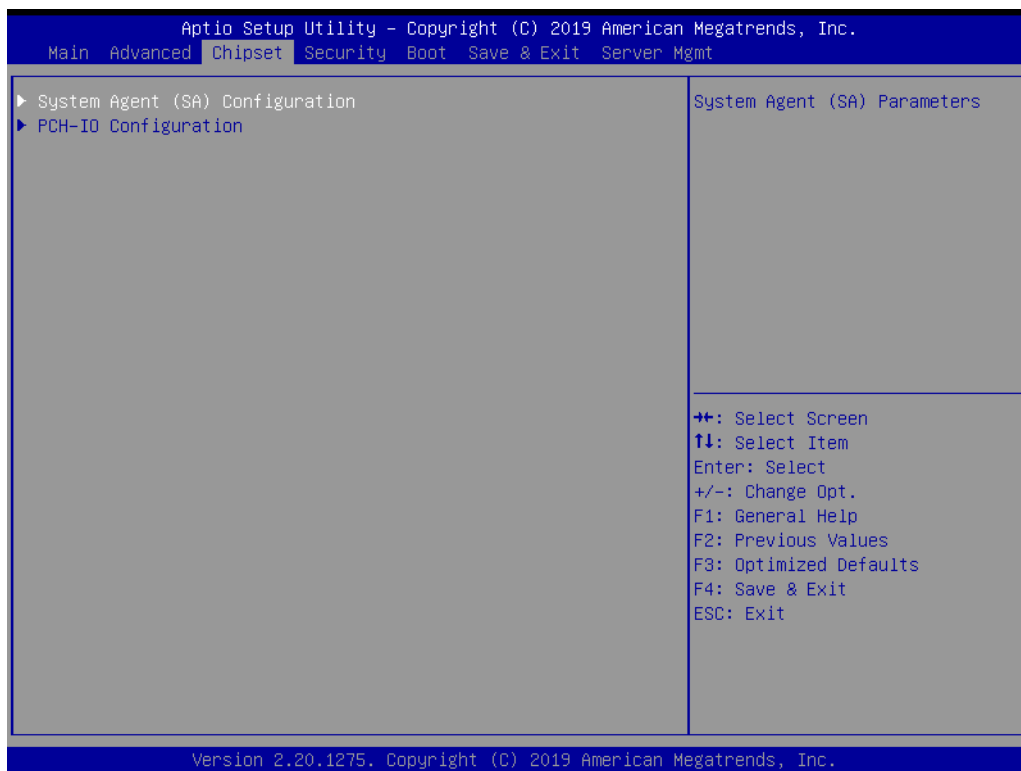 Aptio Setup Utility – Copyright (C) 2019 American Megatrends, Inc.
Main Advanced Chipset Security Boot Save & Exit Server Mgmt
▶ System Agent (SA) Configuration
▶ PCH-IO Configuration
System Agent (SA) Parameters
→←: Select Screen
↑↓: Select Item
Enter: Select
+/-: Change Opt.
F1: General Help
F2: Previous Values
F3: Optimized Defaults
F4: Save & Exit
ESC: Exit
Version 2.20.1275. Copyright (C) 2019 American Megatrends, Inc.